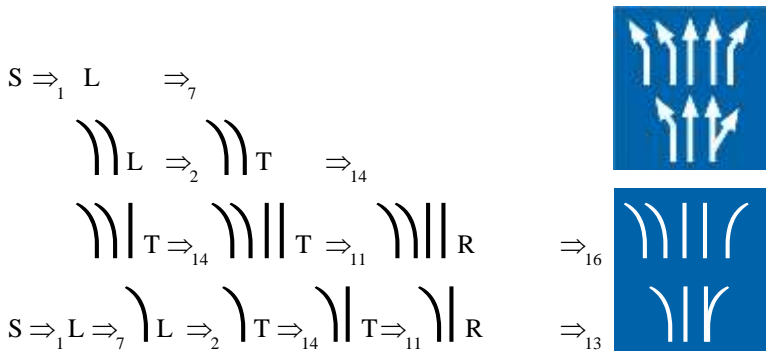 S ⇒1 L ⇒7
L ⇒2 T ⇒14
T ⇒14 T ⇒11 R ⇒16
S ⇒1 L ⇒7 L ⇒2 T ⇒14 T ⇒11 R ⇒13